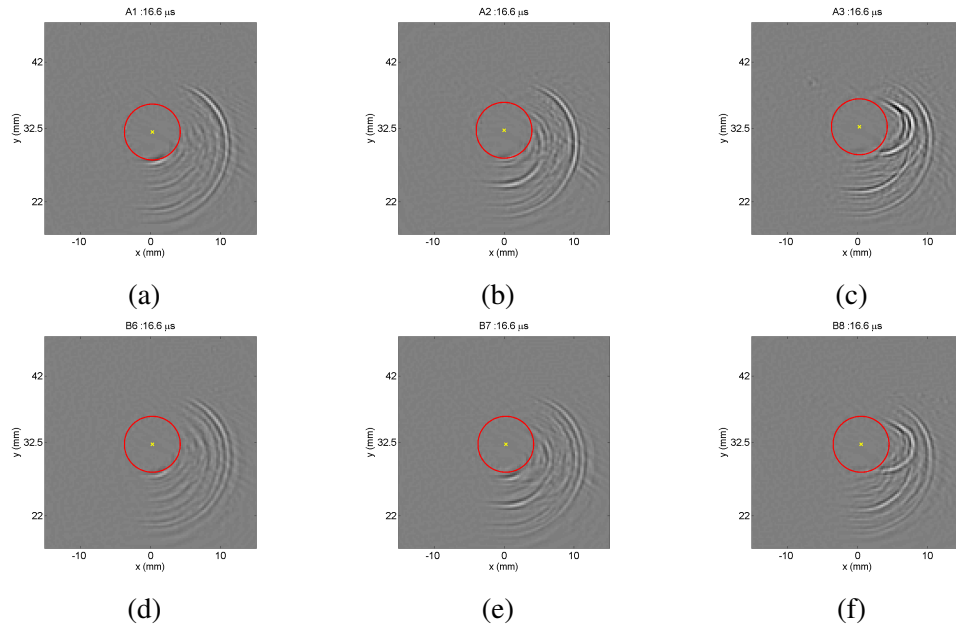 A1 :16.6 μs
A2 :16.6 μs
A3 :16.6 μs
y (mm)
42
32.5
22
-10
0
10
x (mm)
y (mm)
42
32.5
22
-10
0
10
x (mm)
y (mm)
42
32.5
22
-10
0
10
x (mm)
(a)
(b)
(c)
B6 :16.6 μs
B7 :16.6 μs
B8 :16.6 μs
y (mm)
42
32.5
22
-10
0
10
x (mm)
y (mm)
42
32.5
22
-10
0
10
x (mm)
y (mm)
42
32.5
22
-10
0
10
x (mm)
(d)
(e)
(f)